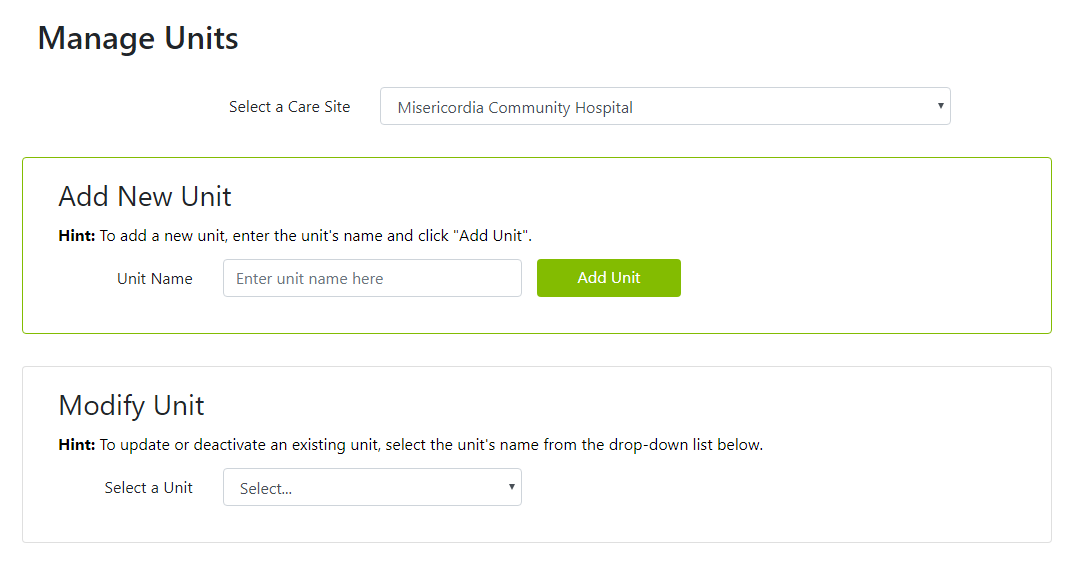 Manage Units
Select a Care Site
Misericordia Community Hospital
Add New Unit
Hint: To add a new unit, enter the unit's name and click "Add Unit".
Unit Name
Enter unit name here
Add Unit
Modify Unit
Hint: To update or deactivate an existing unit, select the unit's name from the drop-down list below.
Select a Unit
Select...